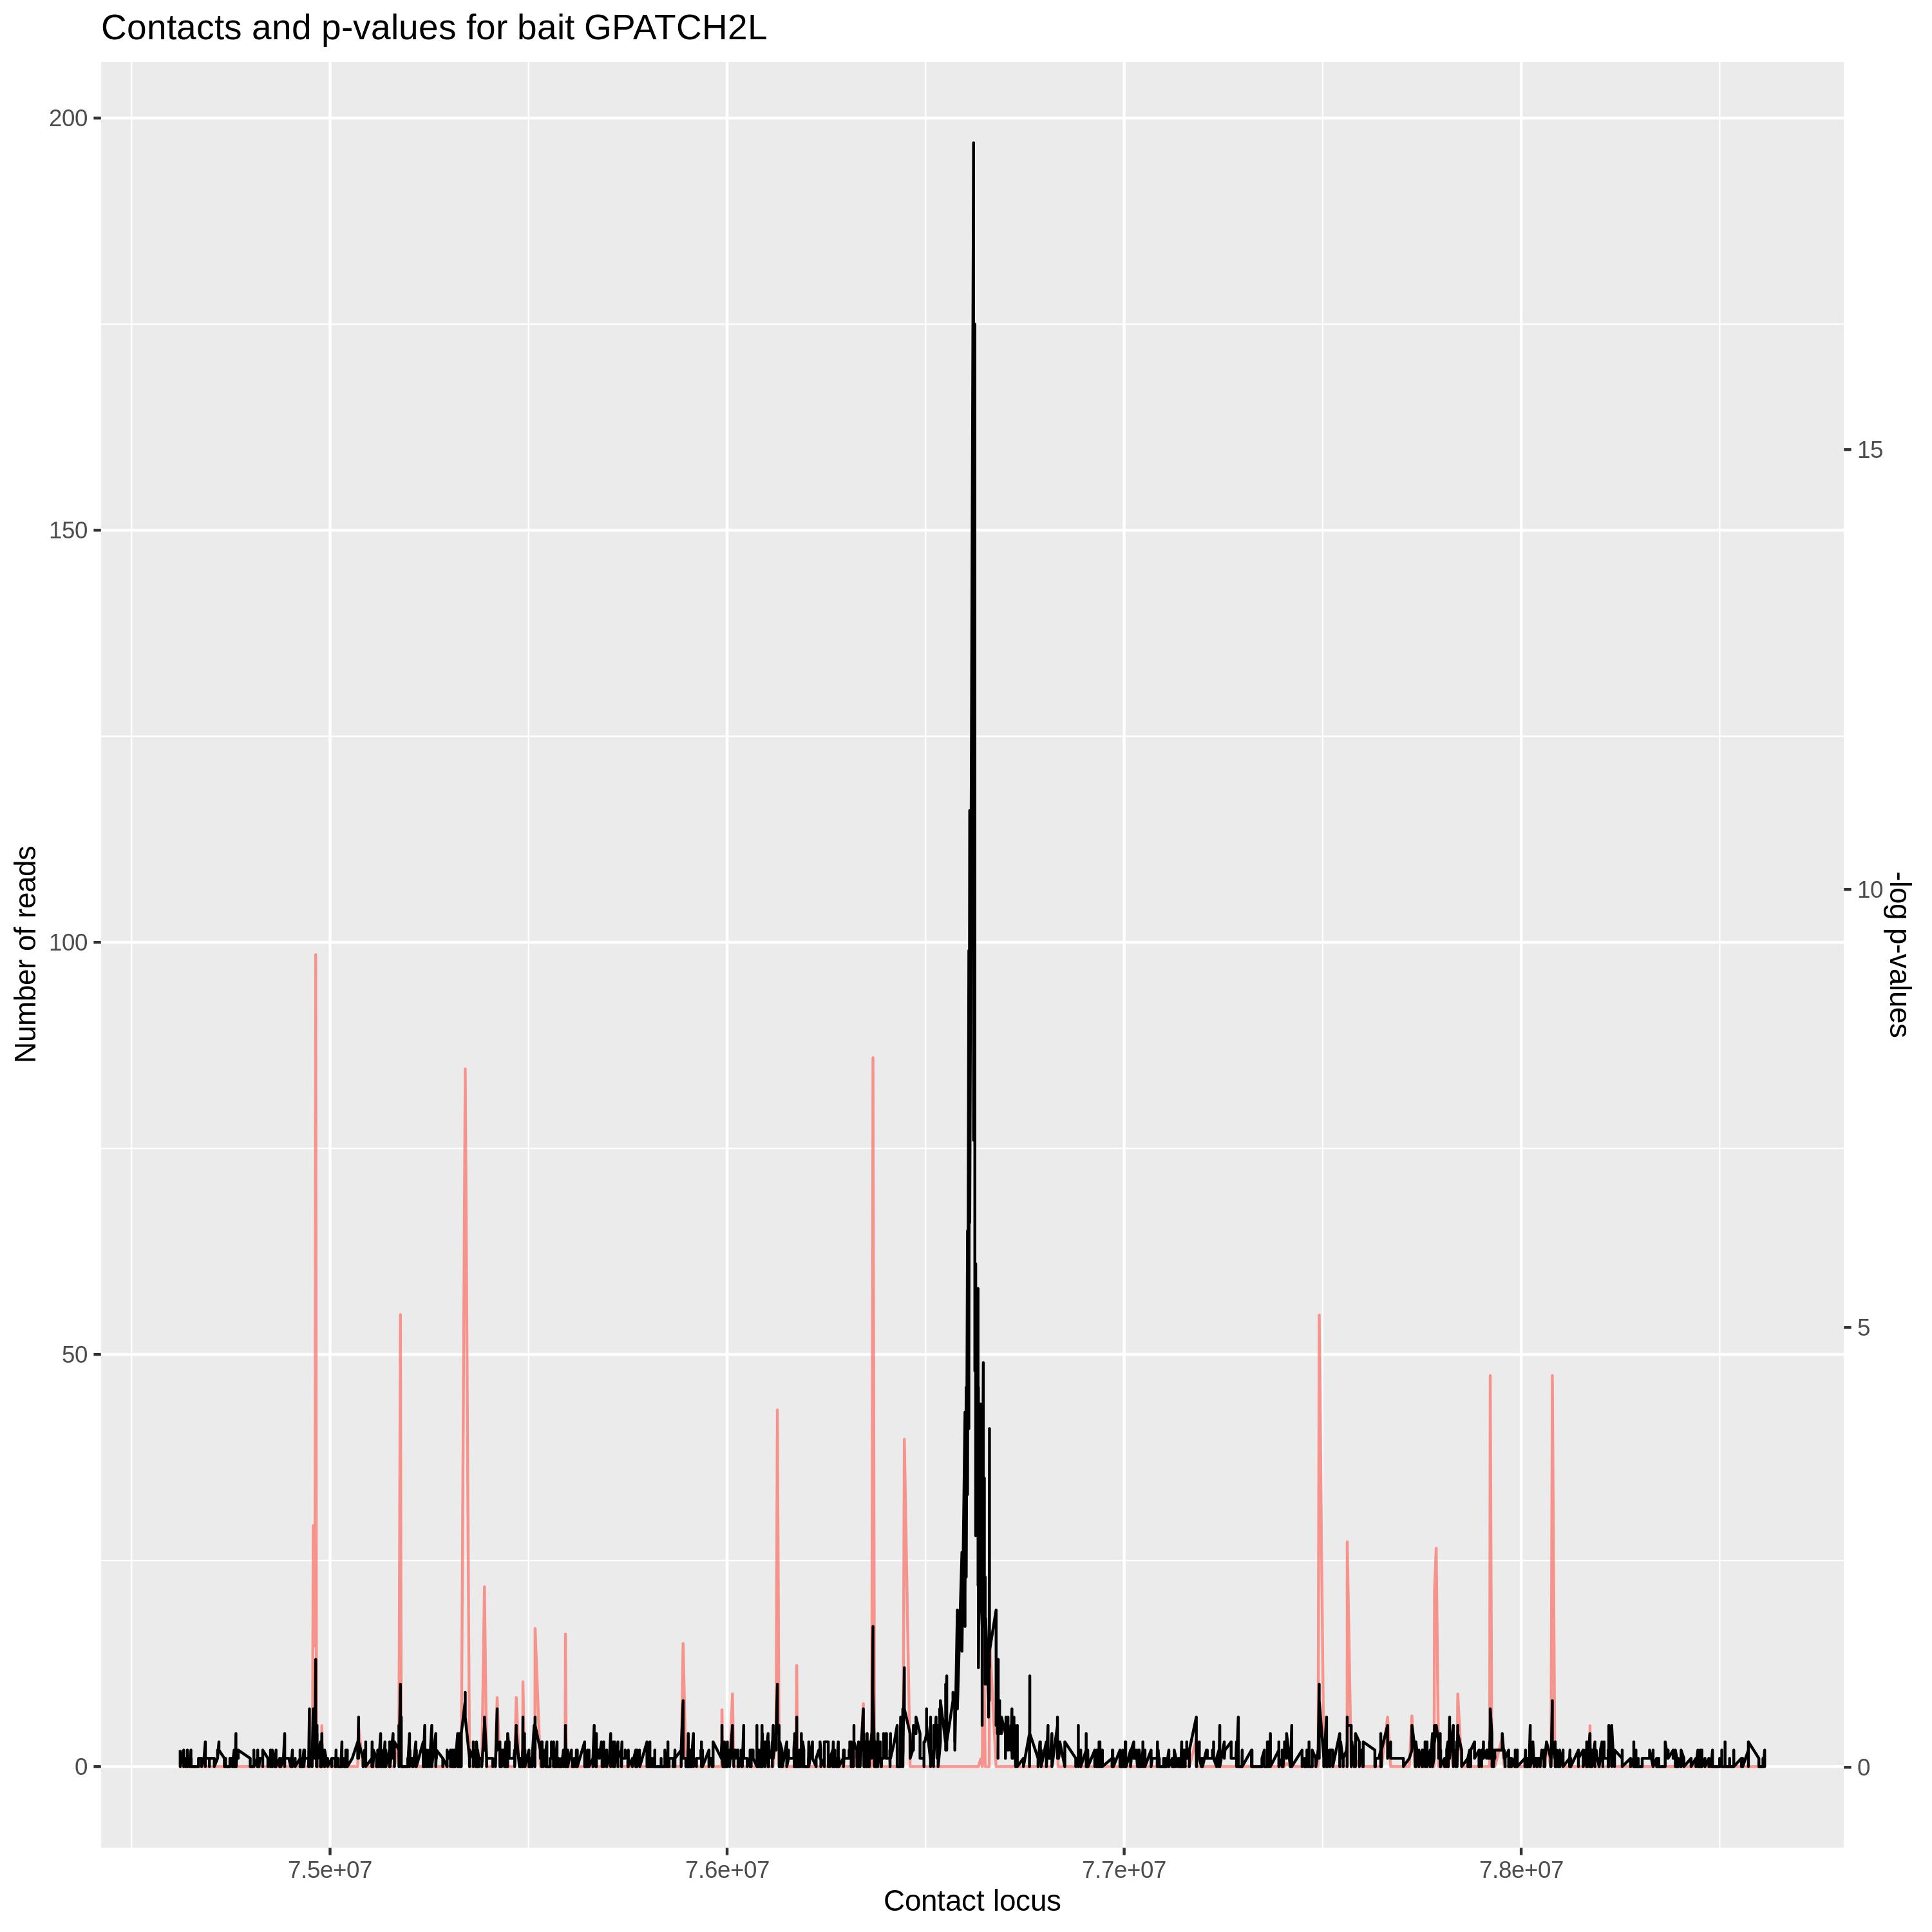 Contacts and p-values for bait GPATCH2L
200
150
100
50
0
Number of reads
15
10
5
0
-log p-values
7.5e+07
7.6e+07
7.7e+07
7.8e+07
Contact locus